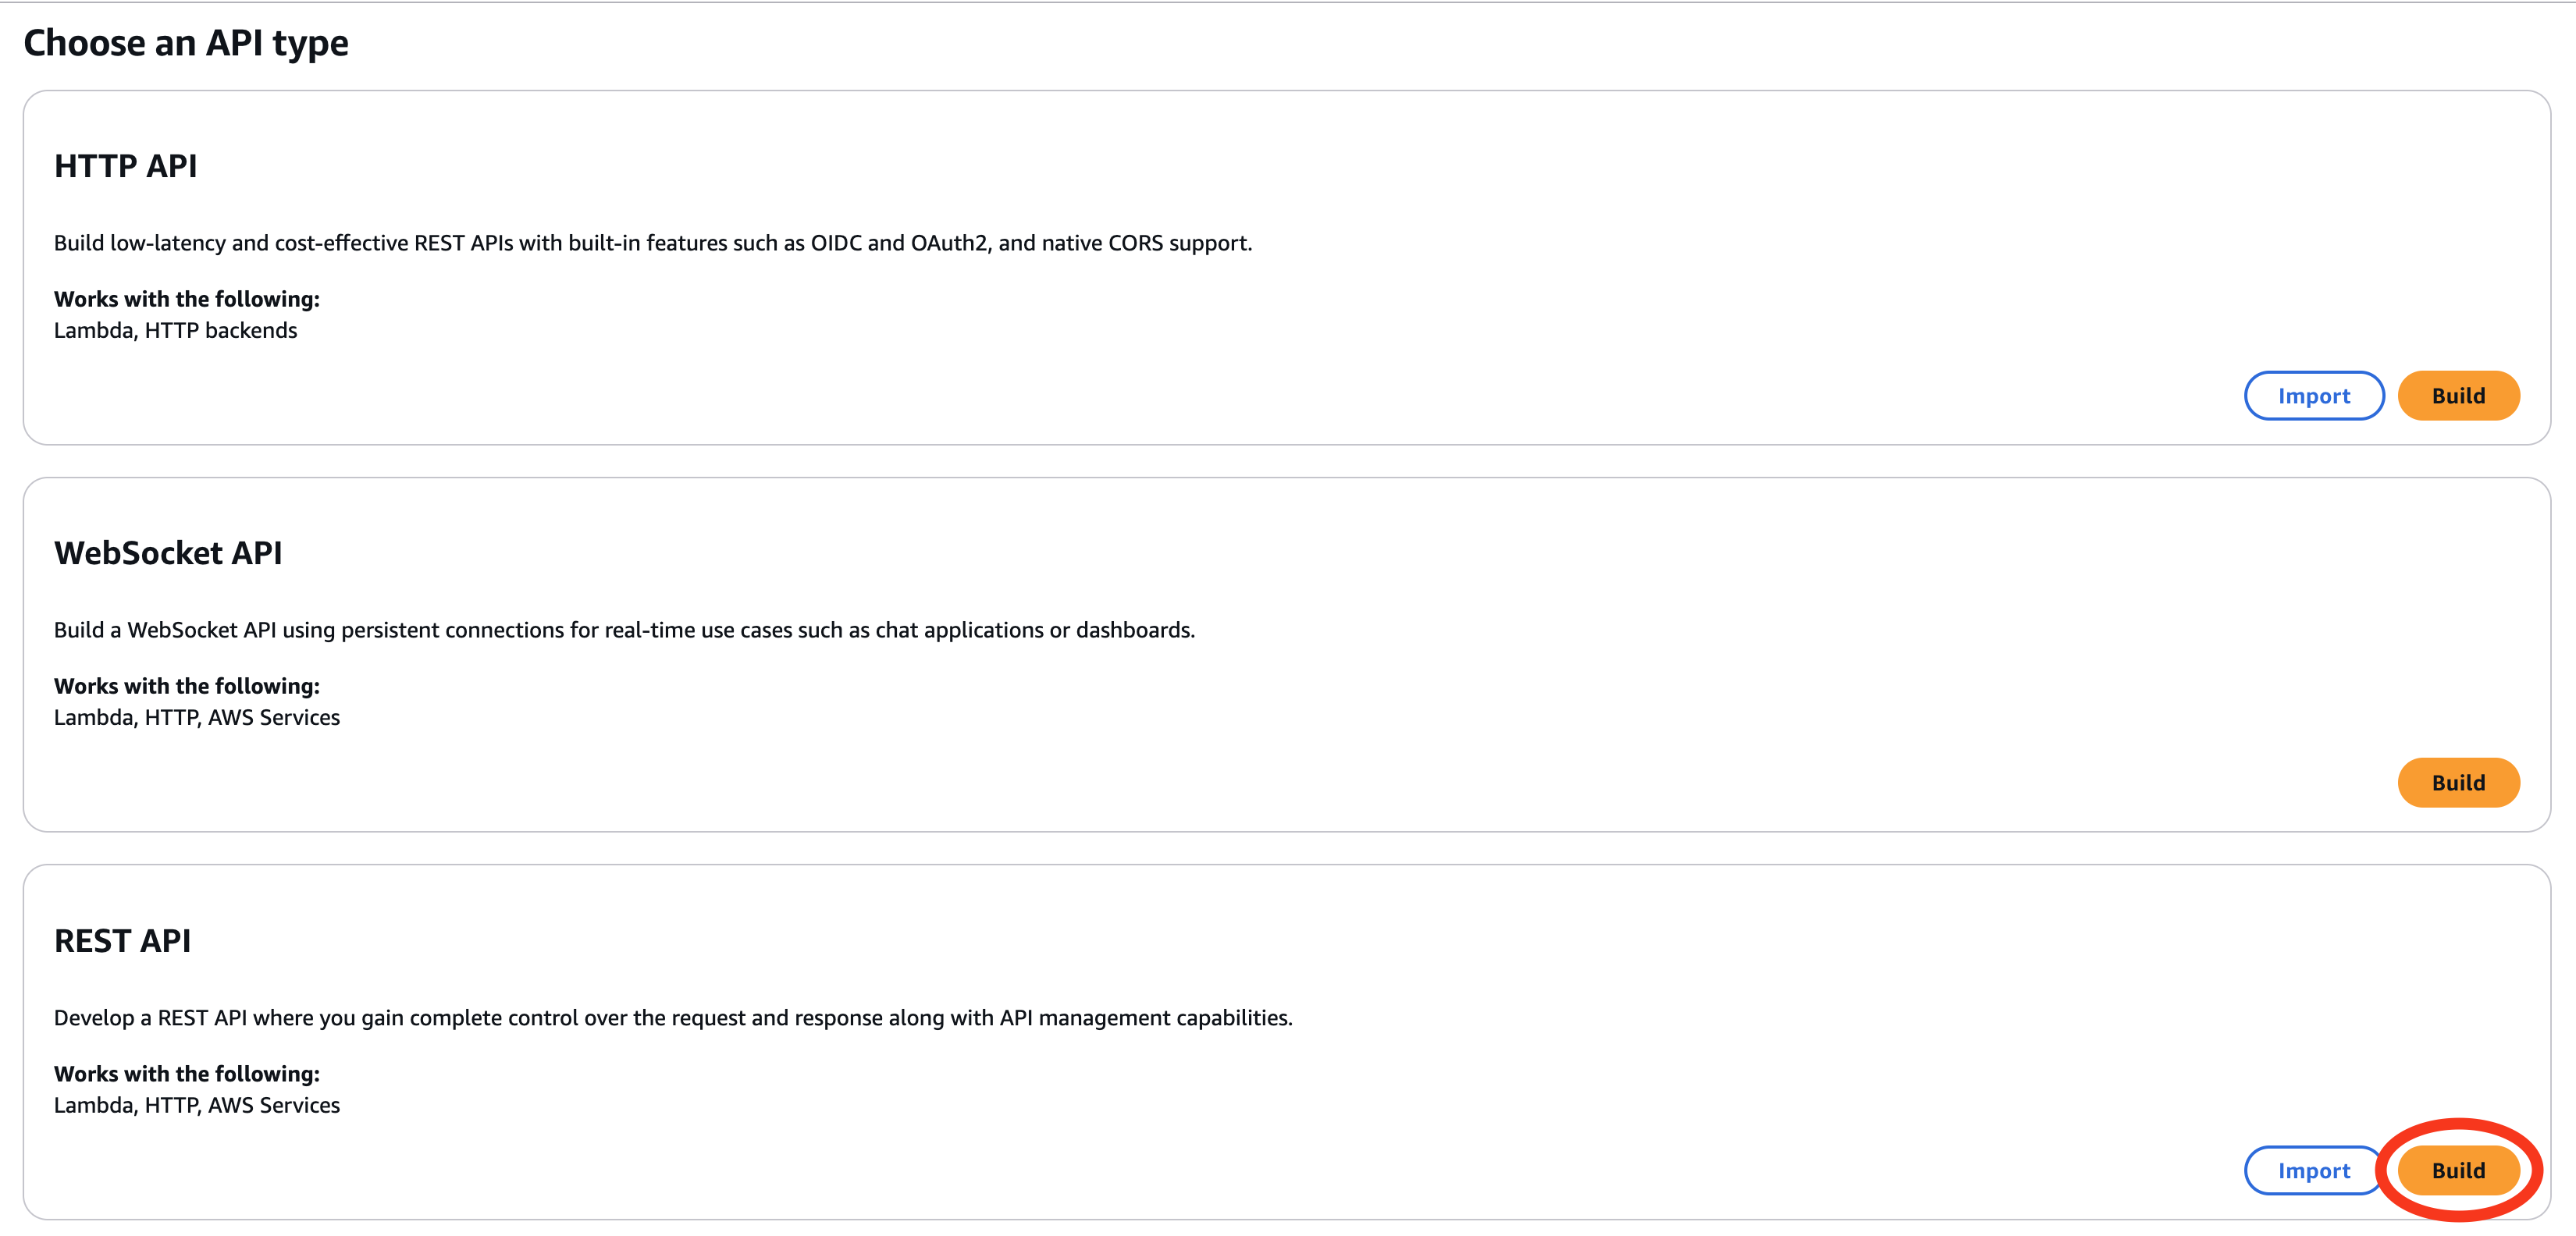 Choose an API type
HTTP API
Build low-latency and cost-effective REST APIs with built-in features such as OIDC and OAuth2, and native CORS support.
Works with the following:
Lambda, HTTP backends
Import
Build
WebSocket API
Build a WebSocket API using persistent connections for real-time use cases such as chat applications or dashboards.
Works with the following:
Lambda, HTTP, AWS Services
Build
REST API
Develop a REST API where you gain complete control over the request and response along with API management capabilities.
Works with the following:
Lambda, HTTP, AWS Services
Import
Build